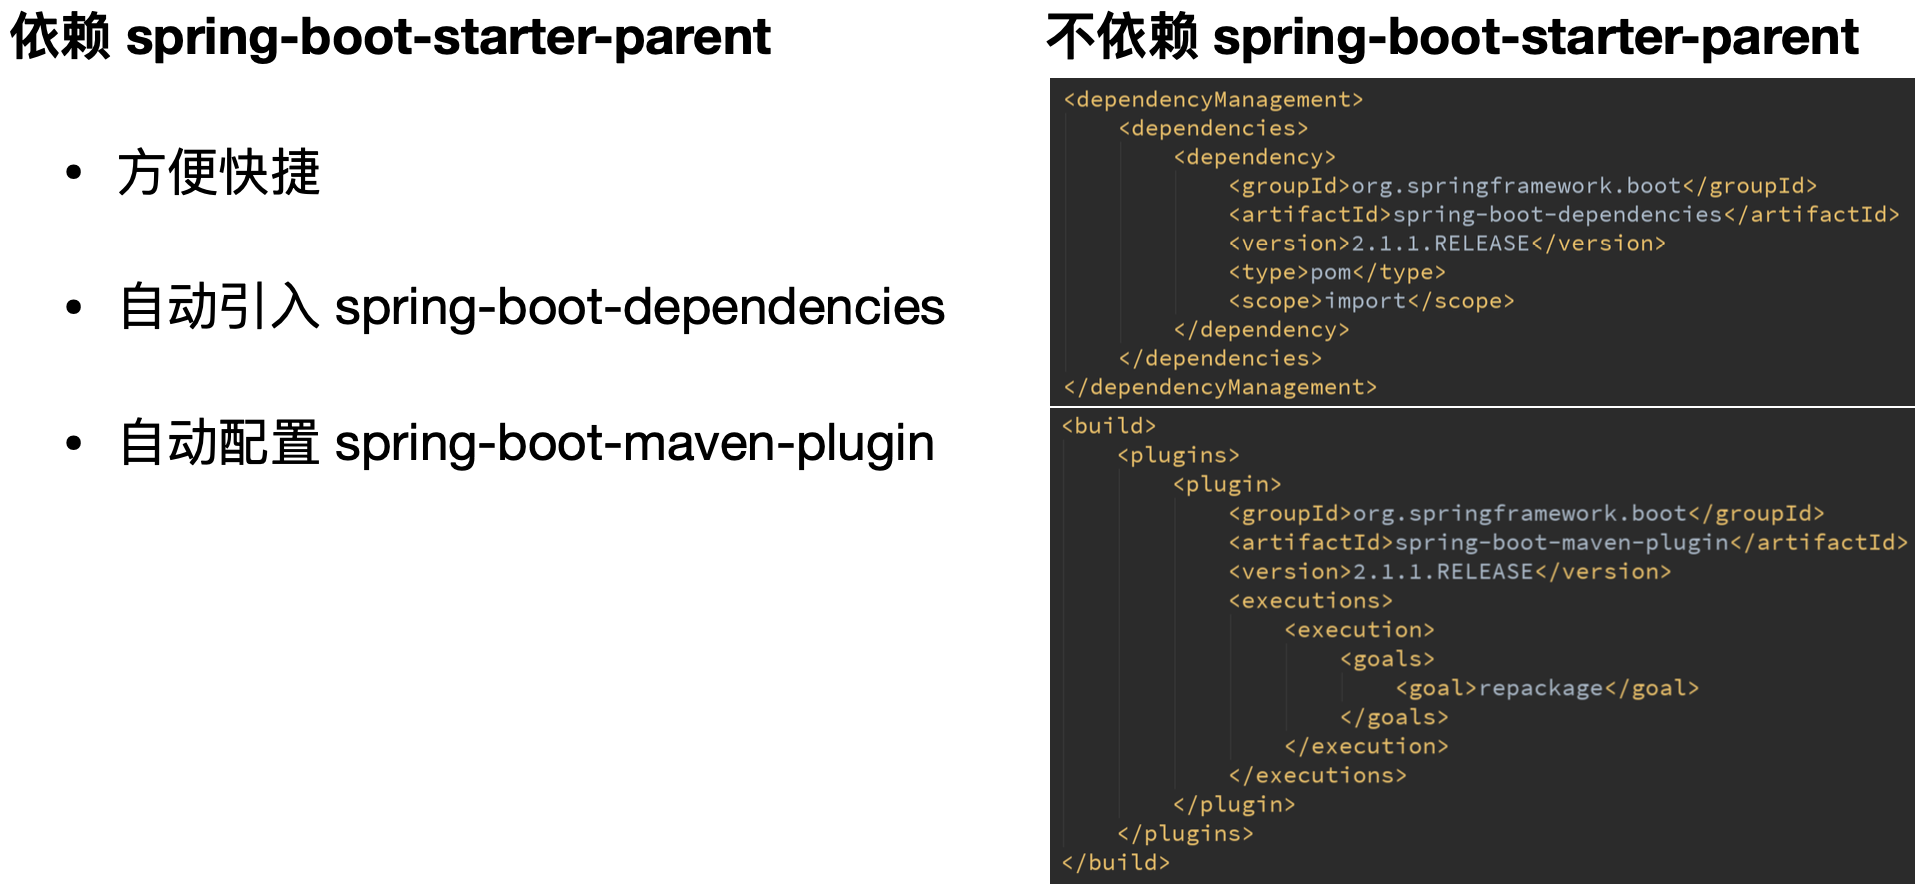 依赖 spring-boot-starter-parent
• 方便快捷
• 自动引入 spring-boot-dependencies
• 自动配置 spring-boot-maven-plugin
不依赖 spring-boot-starter-parent
<dependencyManagement>
    <dependencies>
        <dependency>
            <groupId>org.springframework.boot</groupId>
            <artifactId>spring-boot-dependencies</artifactId>
            <version>2.1.1.RELEASE</version>
            <type>pom</type>
            <scope>import</scope>
        </dependency>
    </dependencies>
</dependencyManagement>
<build>
    <plugins>
        <plugin>
            <groupId>org.springframework.boot</groupId>
            <artifactId>spring-boot-maven-plugin</artifactId>
            <version>2.1.1.RELEASE</version>
            <executions>
                <execution>
                    <goals>
                        <goal>repackage</goal>
                    </goals>
                </execution>
            </executions>
        </plugin>
    </plugins>
</build>